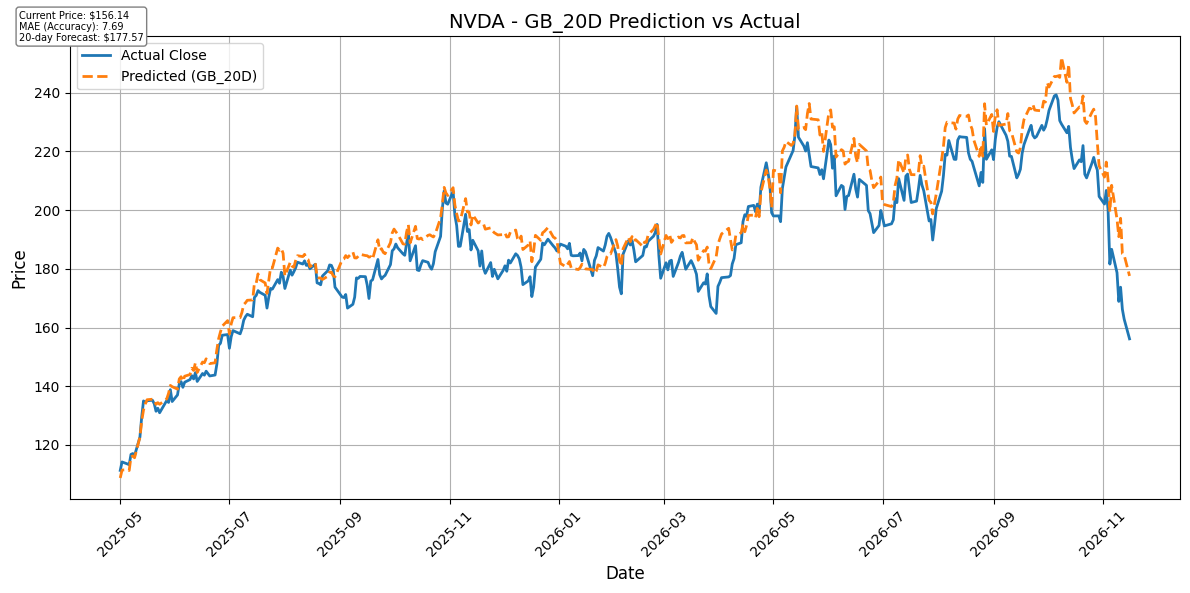 NVDA - GB_20D Prediction vs Actual
Current Price: $156.14
MAE (Accuracy): 7.69
20-day Forecast: $177.57
Actual Close
Predicted (GB_20D)
Price
240
220
200
180
160
140
120
2025-05
2025-07
2025-09
2025-11
2026-01
2026-03
2026-05
2026-07
2026-09
2026-11
Date